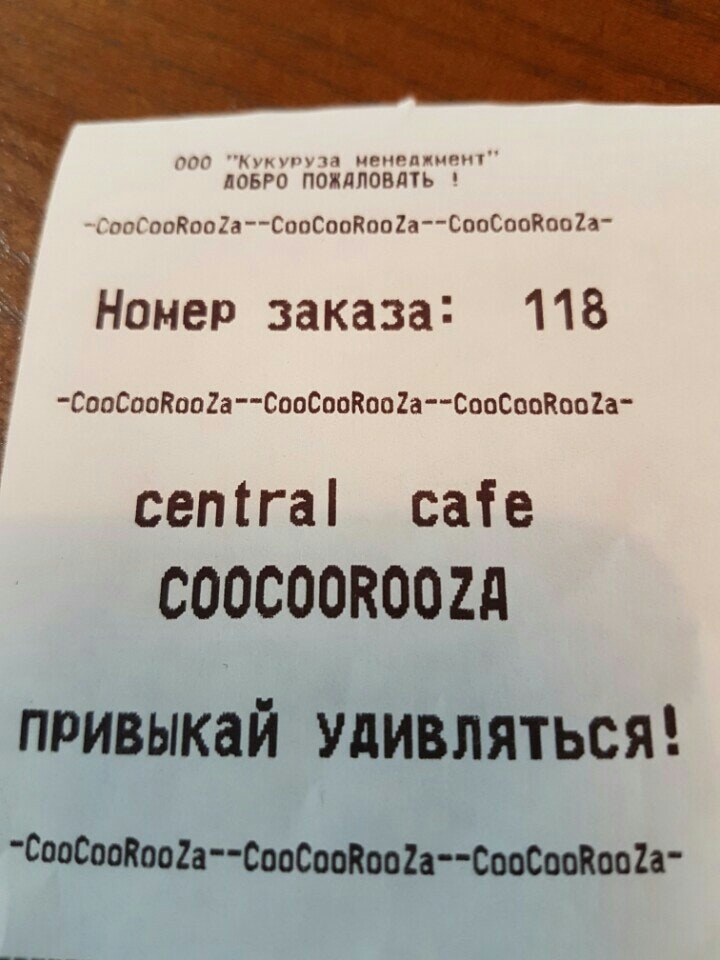 ООО "Кукуруза менеджмент"
ДОБРО ПОЖАЛОВАТЬ !
-CooCooRooZa--CooCooRooZa--CooCooRooZa-
Номер заказа: 118
-CooCooRooZa--CooCooRooZa--CooCooRooZa-
central cafe
COOCOOROOZA
привыкай удивляться!
-CooCooRooZa--CooCooRooZa--CooCooRooZa-